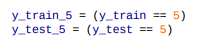 y_train_5 = (y_train == 5)
y_test_5 = (y_test == 5)